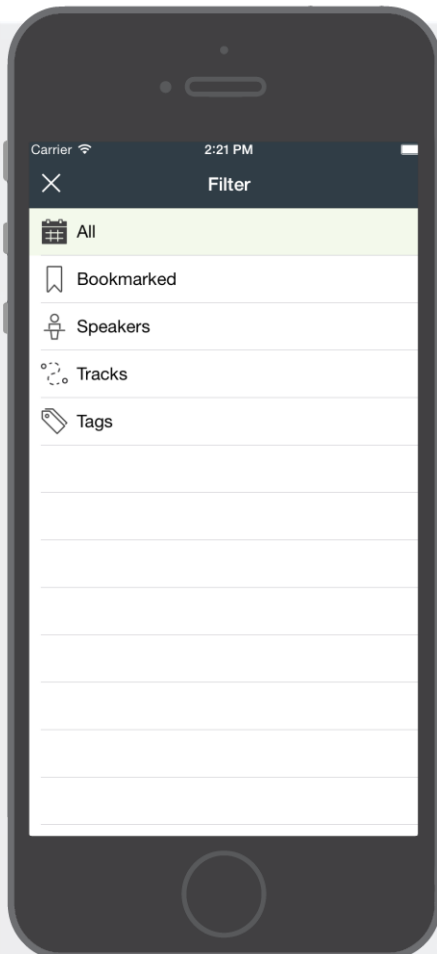 Carrier 2:21 PM
Filter
All
Bookmarked
Speakers
Tracks
Tags